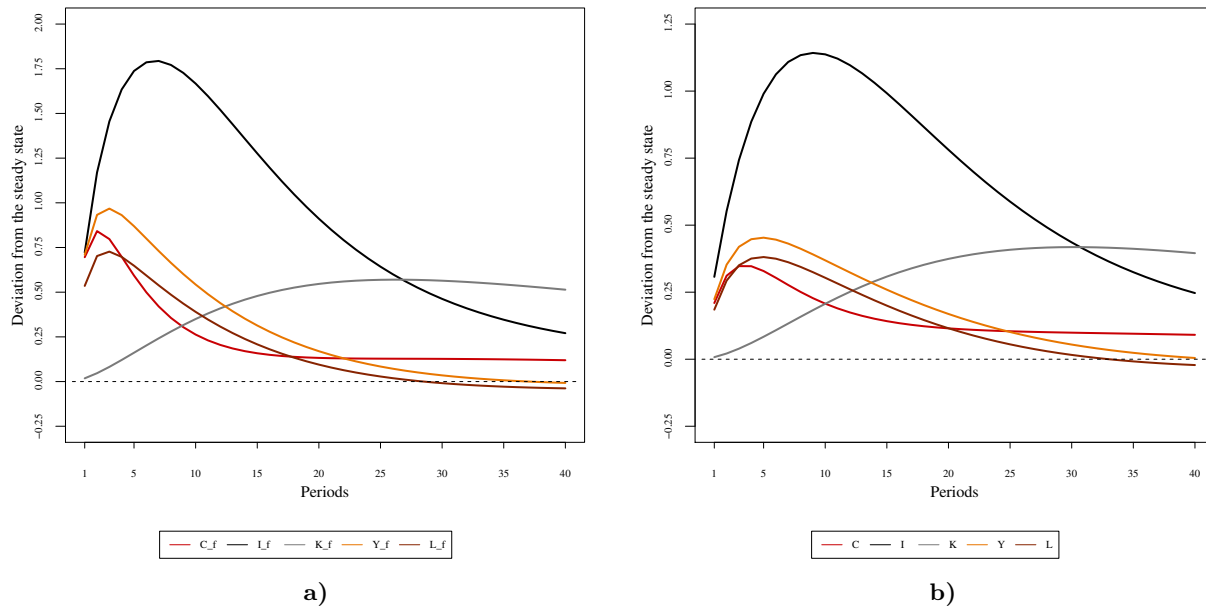 Deviation from the steady state
2.00
1.75
1.50
1.25
1.00
0.75
0.50
0.25
0.00
−0.25
1 5 10 15 20 25 30 35 40
Periods
C_f I_f K_f Y_f L_f
a)
Deviation from the steady state
1.25
1.00
0.75
0.50
0.25
0.00
−0.25
1 5 10 15 20 25 30 35 40
Periods
C I K Y L
b)